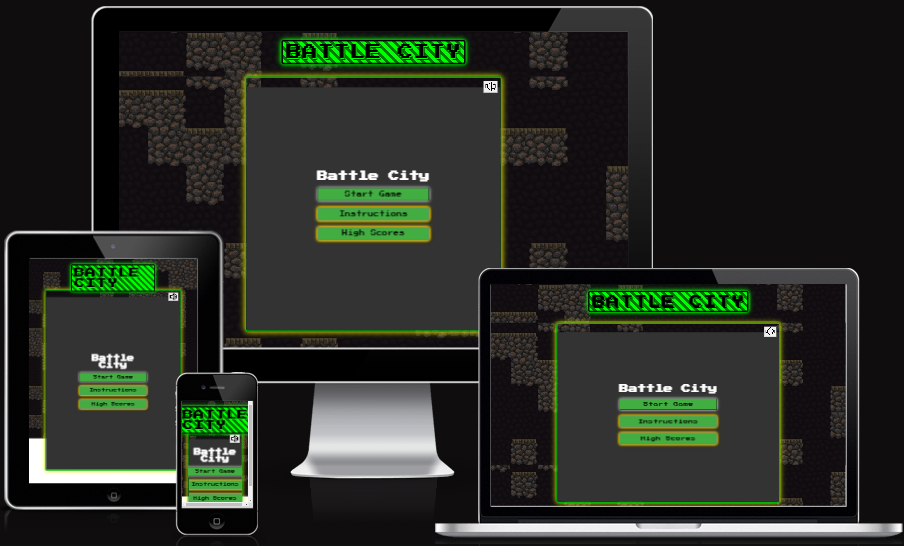 BATTLE CITY
Battle City
Start Game
Instructions
High Scores
BATTLE
CITY
Battle
City
Start Game
Instructions
High Scores
BATTLE
CITY
Battle
City
Start Game
Instructions
High Scores
BATTLE CITY
Battle City
Start Game
Instructions
High Scores